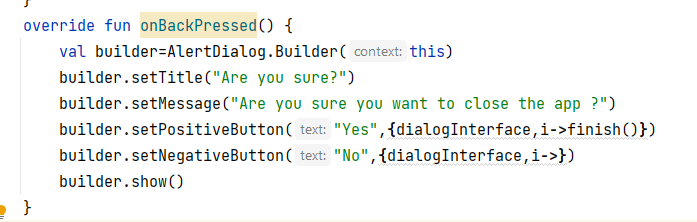 }
override fun onBackPressed() {
val builder=AlertDialog.Builder( context: this)
builder.setTitle("Are you sure?")
builder.setMessage("Are you sure you want to close the app ?")
builder.setPositiveButton( text: "Yes",{dialogInterface,i->finish()})
builder.setNegativeButton( text: "No",{dialogInterface,i->})
builder.show()
}